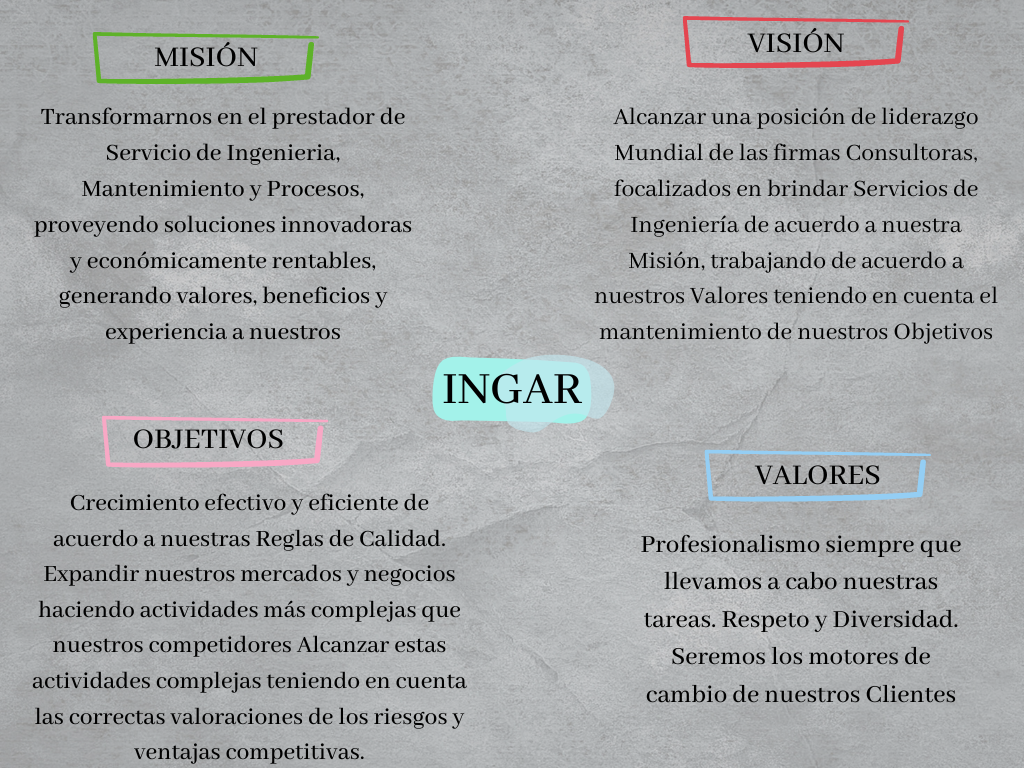 MISIÓN
Transformarnos en el prestador de
Servicio de Ingenieria,
Mantenimiento y Procesos,
proveyendo soluciones innovadoras
y económicamente rentables,
generando valores, beneficios y
experiencia a nuestros
VISIÓN
Alcanzar una posición de liderazgo
Mundial de las firmas Consultoras,
focalizados en brindar Servicios de
Ingeniería de acuerdo a nuestra
Misión, trabajando de acuerdo a
nuestros Valores teniendo en cuenta el
mantenimiento de nuestros Objetivos
INGAR
OBJETIVOS
Crecimiento efectivo y eficiente de
acuerdo a nuestras Reglas de Calidad.
Expandir nuestros mercados y negocios
haciendo actividades más complejas que
nuestros competidores Alcanzar estas
actividades complejas teniendo en cuenta
las correctas valoraciones de los riesgos y
ventajas competitivas.
VALORES
Profesionalismo siempre que
llevamos a cabo nuestras
tareas. Respeto y Diversidad.
Seremos los motores de
cambio de nuestros Clientes